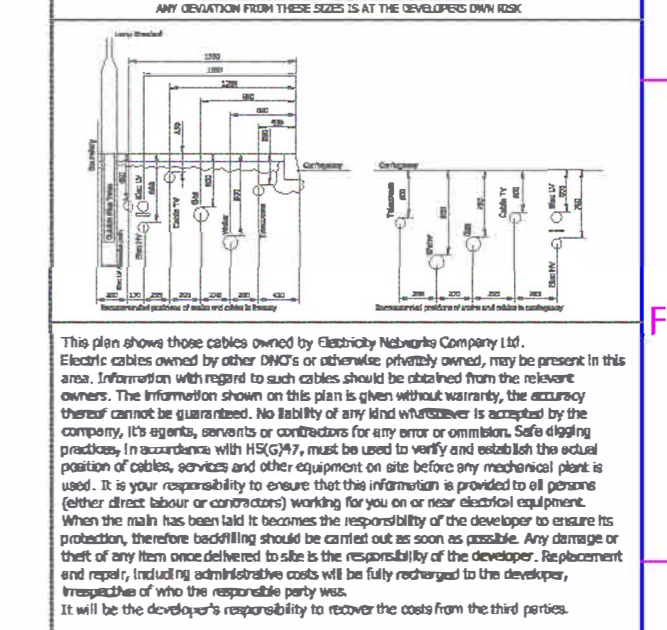 ANY DEVIATION FROM THESE SIZES IS AT THE DEVELOPERS OWN RISK
Lamp Standard
Boundary
Elec LV
Elec HV
Cable TV
Gas
Water
Telecoms
Carriageway
Carriageway
Telecoms
Water
Gas
Cable TV
Elec LV
Elec HV
Recommended positions of mains and cables in footway
Recommended positions of mains and cables in carriageway
F
This plan shows those cables owned by Electricity Networks Company Ltd.
Electric cables owned by other DNO's or otherwise privately owned, may be present in this
area. Information with regard to such cables should be obtained from the relevant
owners. The information shown on this plan is given without warranty, the accuracy
thereof cannot be guaranteed. No liability of any kind whatsoever is accepted by the
company, it's agents, servants or contractors for any error or ommision. Safe digging
practices, in accordance with HS(G)47, must be used to verify and establish the actual
position of cables, services and other equipment on site before any mechanical plant is
used. It is your responsibility to ensure that this information is provided to all persons
(either direct labour or contractors) working for you on or near electrical equipment.
When the main has been laid it becomes the responsibility of the developer to ensure its
protection, therefore backfilling should be carried out as soon as possible. Any damage or
theft of any item once delivered to site is the responsibility of the developer. Replacement
and repair, including administrative costs will be fully recharged to the developer,
irrespective of who the responsible party was.
It will be the developer's responsibility to recover the costs from the third parties.